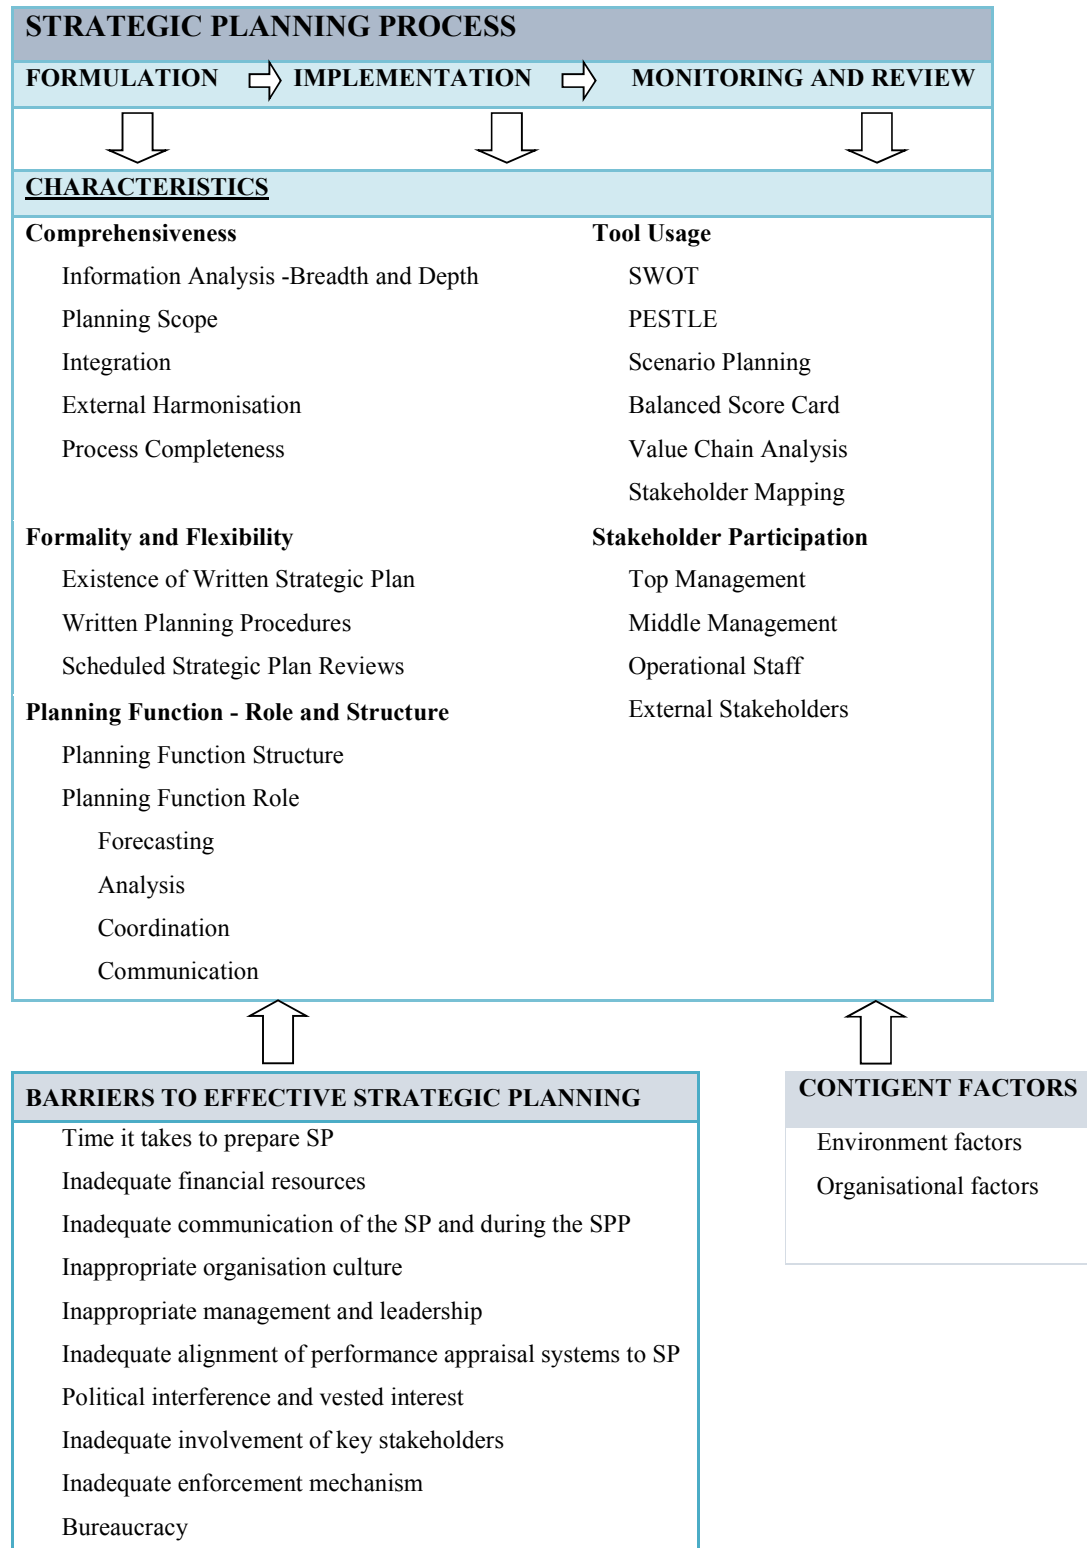 STRATEGIC PLANNING PROCESS
FORMULATION IMPLEMENTATION MONITORING AND REVIEW
CHARACTERISTICS
Comprehensiveness
Information Analysis -Breadth and Depth
Planning Scope
Integration
External Harmonisation
Process Completeness
Tool Usage
SWOT
PESTLE
Scenario Planning
Balanced Score Card
Value Chain Analysis
Stakeholder Mapping
Formality and Flexibility
Existence of Written Strategic Plan
Written Planning Procedures
Scheduled Strategic Plan Reviews
Stakeholder Participation
Top Management
Middle Management
Operational Staff
External Stakeholders
Planning Function - Role and Structure
Planning Function Structure
Planning Function Role
Forecasting
Analysis
Coordination
Communication
BARRIERS TO EFFECTIVE STRATEGIC PLANNING
Time it takes to prepare SP
Inadequate financial resources
Inadequate communication of the SP and during the SPP
Inappropriate organisation culture
Inappropriate management and leadership
Inadequate alignment of performance appraisal systems to SP
Political interference and vested interest
Inadequate involvement of key stakeholders
Inadequate enforcement mechanism
Bureaucracy
CONTIGENT FACTORS
Environment factors
Organisational factors